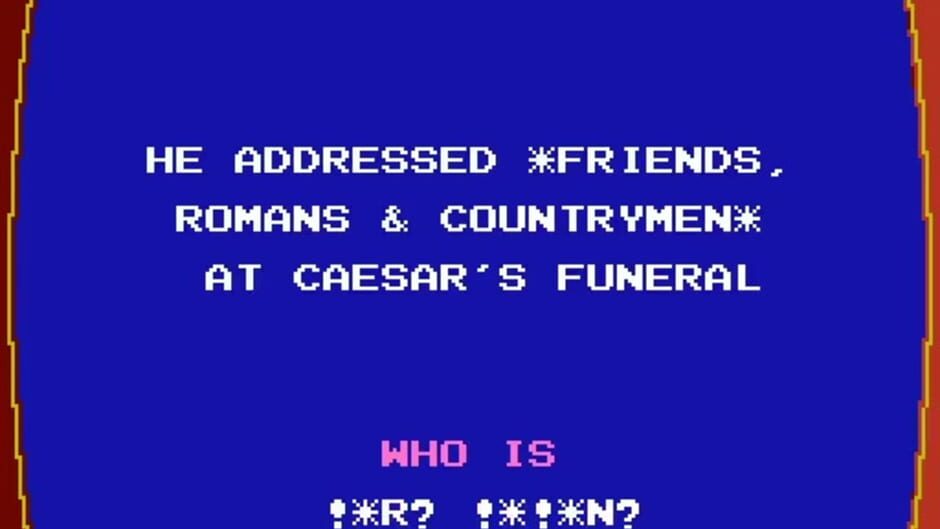 HE ADDRESSED *FRIENDS,
ROMANS & COUNTRYMEN*
AT CAESAR'S FUNERAL
WHO IS
!*R? !*!*N?